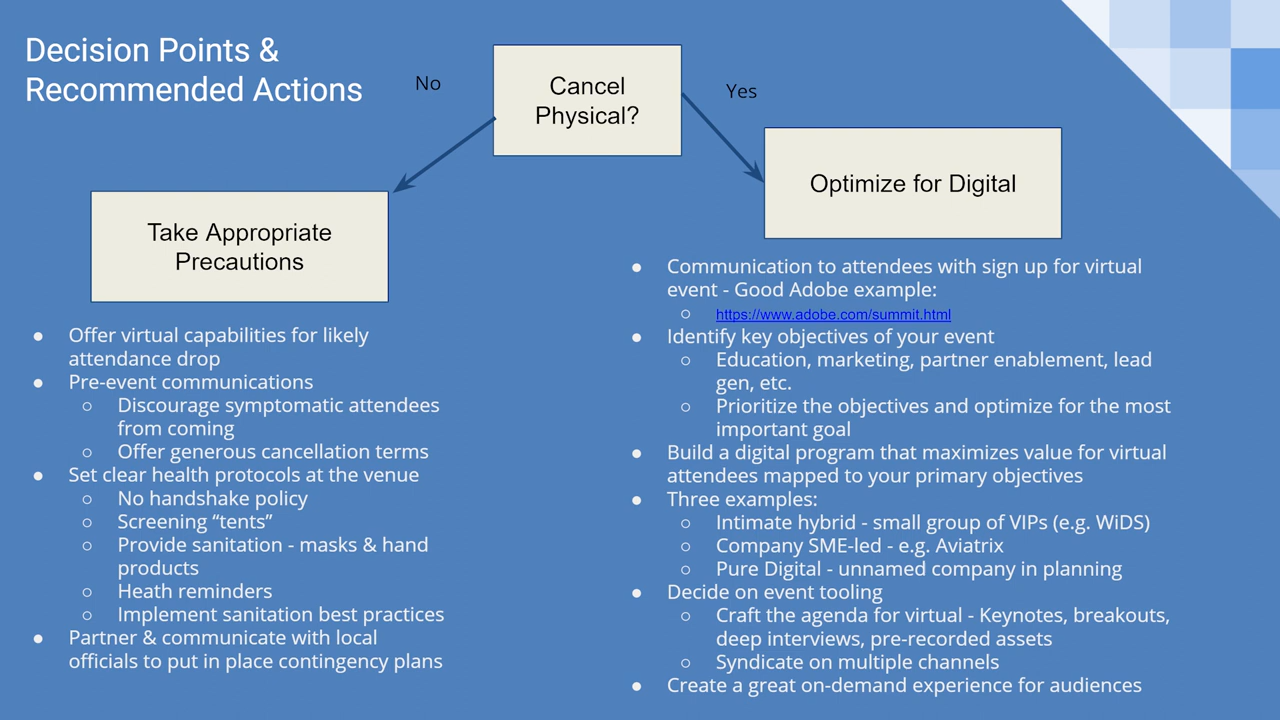 Decision Points &
Recommended Actions
No
Cancel
Physical?
Yes
Optimize for Digital
Take Appropriate
Precautions
● Offer virtual capabilities for likely
attendance drop
● Pre-event communications
○ Discourage symptomatic attendees
from coming
○ Offer generous cancellation terms
● Set clear health protocols at the venue
○ No handshake policy
○ Screening “tents”
○ Provide sanitation - masks & hand
products
○ Heath reminders
○ Implement sanitation best practices
● Partner & communicate with local
officials to put in place contingency plans
● Communication to attendees with sign up for virtual
event - Good Adobe example:
○ https://www.adobe.com/summit.html
● Identify key objectives of your event
○ Education, marketing, partner enablement, lead
gen, etc.
○ Prioritize the objectives and optimize for the most
important goal
● Build a digital program that maximizes value for virtual
attendees mapped to your primary objectives
● Three examples:
○ Intimate hybrid - small group of VIPs (e.g. WiDS)
○ Company SME-led - e.g. Aviatrix
○ Pure Digital - unnamed company in planning
● Decide on event tooling
○ Craft the agenda for virtual - Keynotes, breakouts,
deep interviews, pre-recorded assets
○ Syndicate on multiple channels
● Create a great on-demand experience for audiences